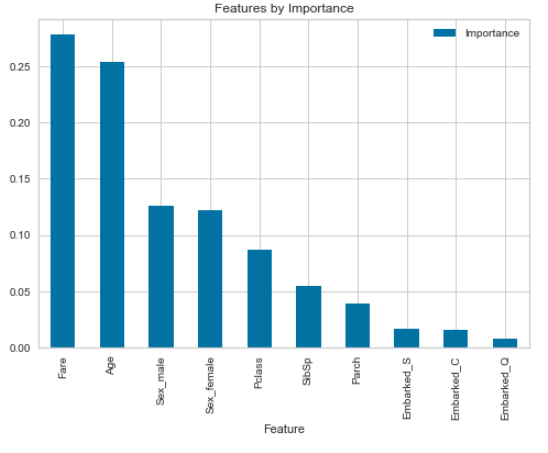 Features by Importance
Importance
0.25
0.20
0.15
0.10
0.05
0.00
Fare
Age
Sex_male
Sex_female
Pclass
SibSp
Parch
Embarked_S
Embarked_C
Embarked_Q
Feature